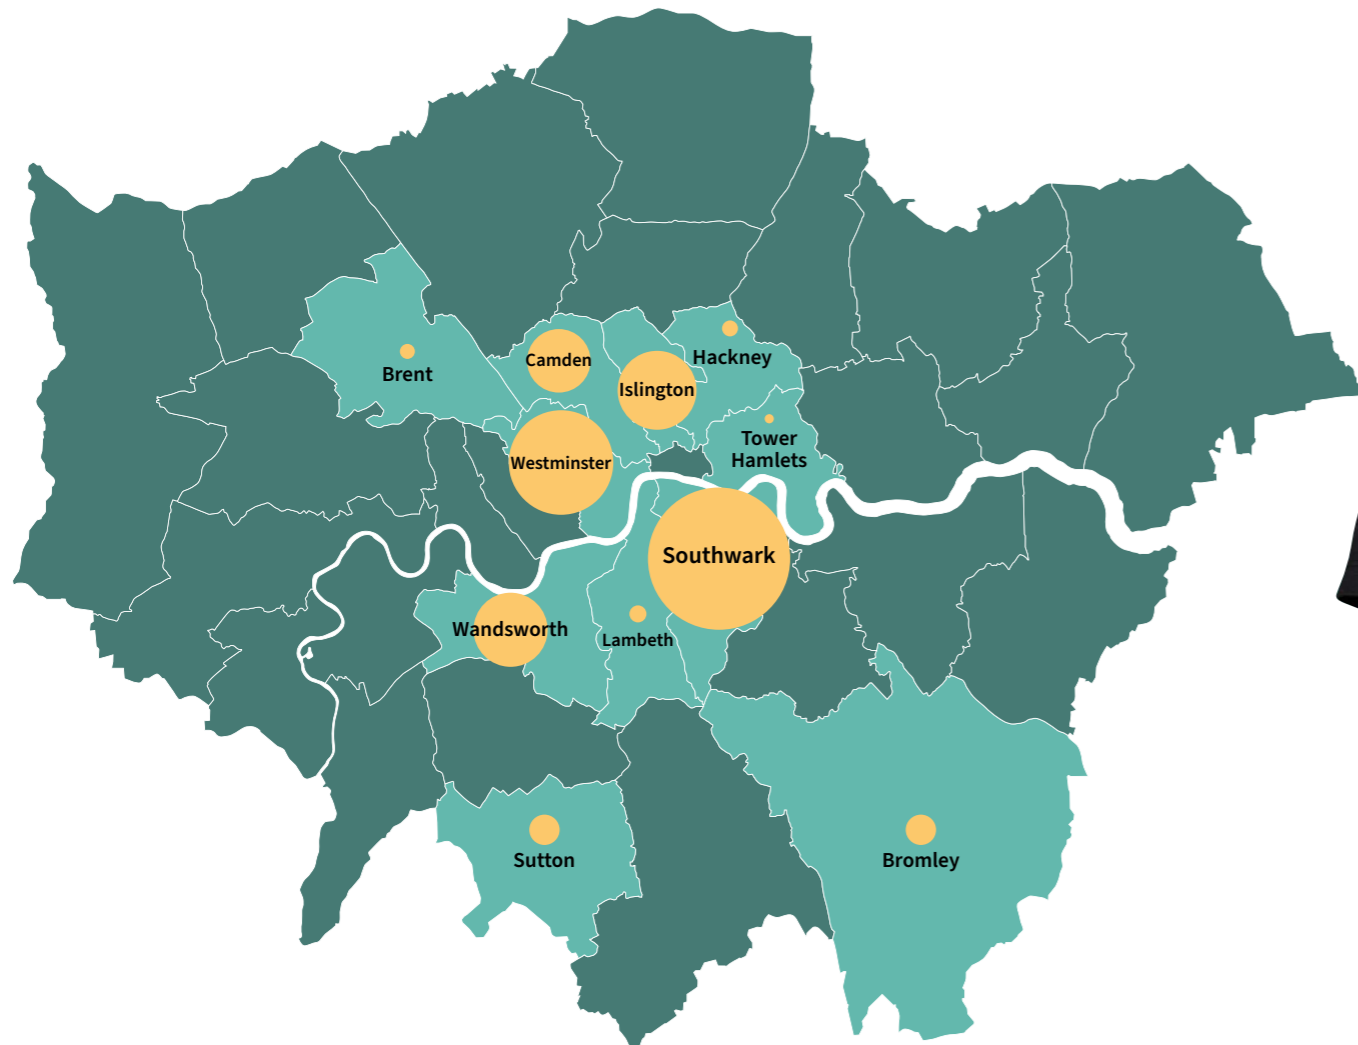 Camden
Hackney
Brent
Islington
Tower
Hamlets
Westminster
Southwark
Wandsworth
Lambeth
Sutton
Bromley